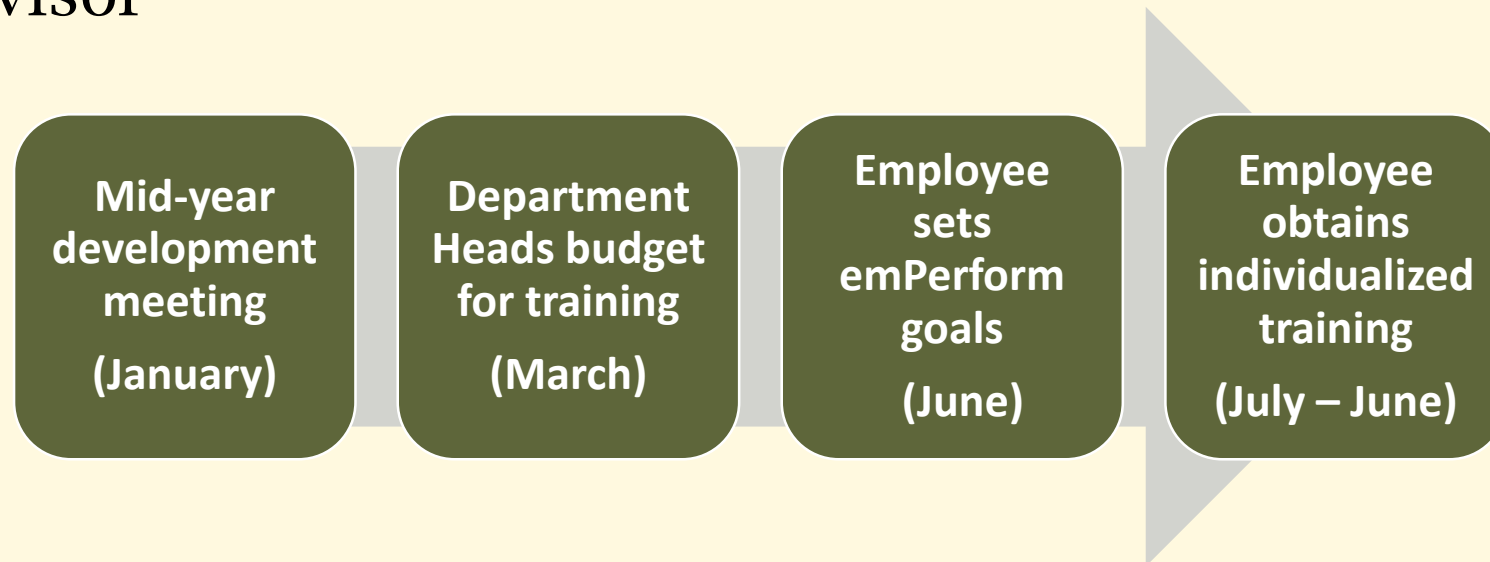 Mid-year
development
meeting
(January)
Department
Heads budget
for training
(March)
Employee
sets
emPerform
goals
(June)
Employee
obtains
individualized
training
(July – June)